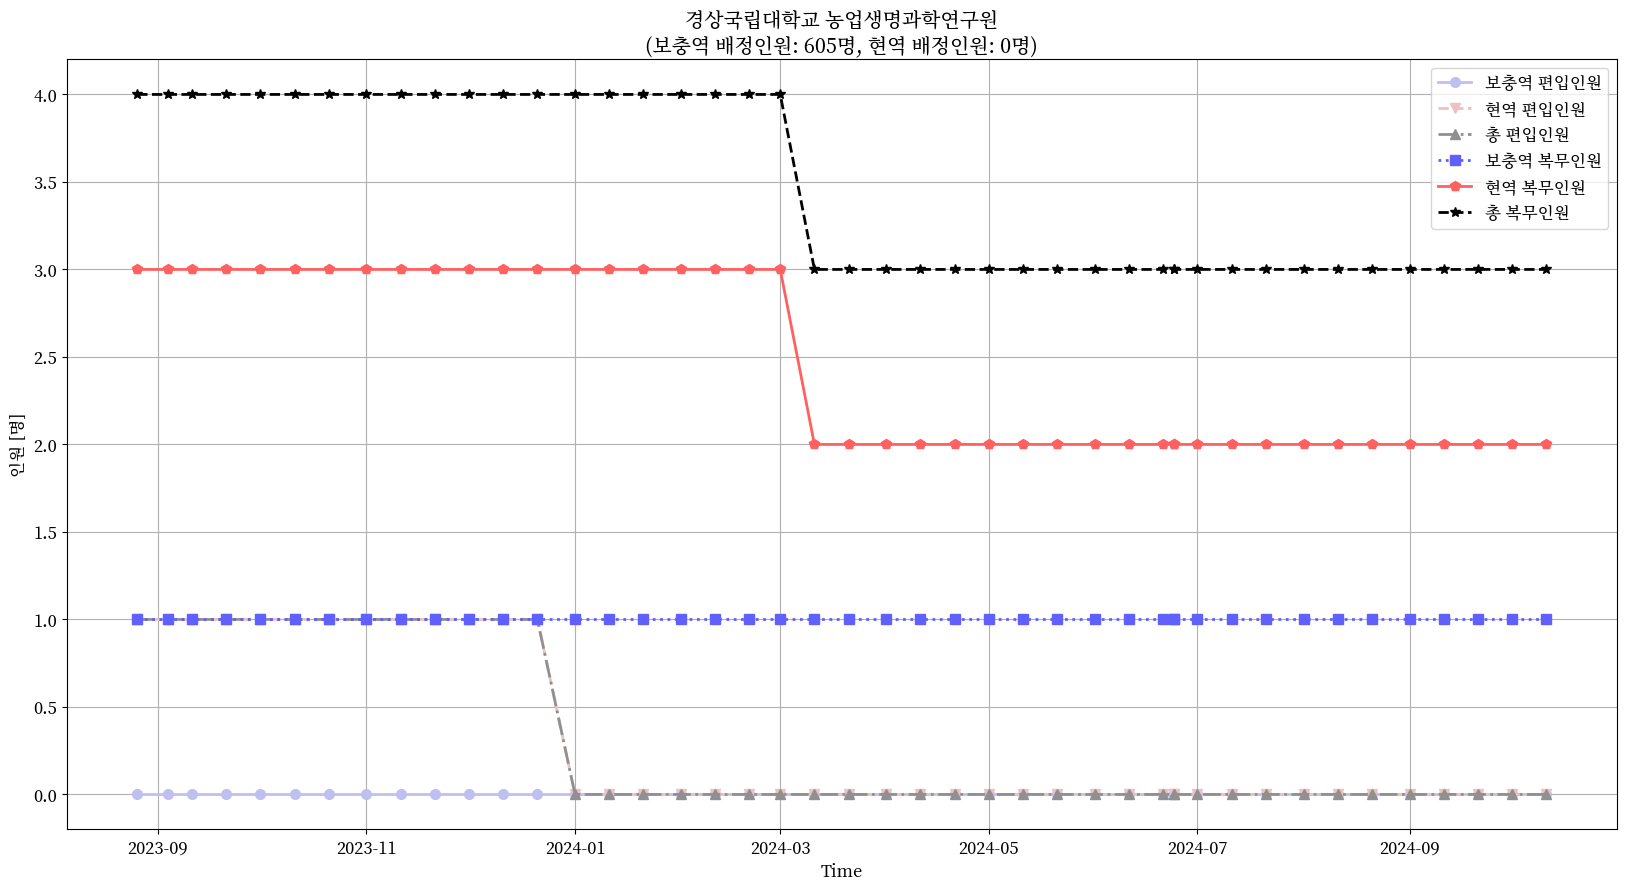 경상국립대학교 농업생명과학연구원
(보충역 배정인원: 605명, 현역 배정인원: 0명)
보충역 편입인원
현역 편입인원
총 편입인원
보충역 복무인원
현역 복무인원
총 복무인원
인원 [명]
4.0
3.5
3.0
2.5
2.0
1.5
1.0
0.5
0.0
2023-09
2023-11
2024-01
2024-03
2024-05
2024-07
2024-09
Time